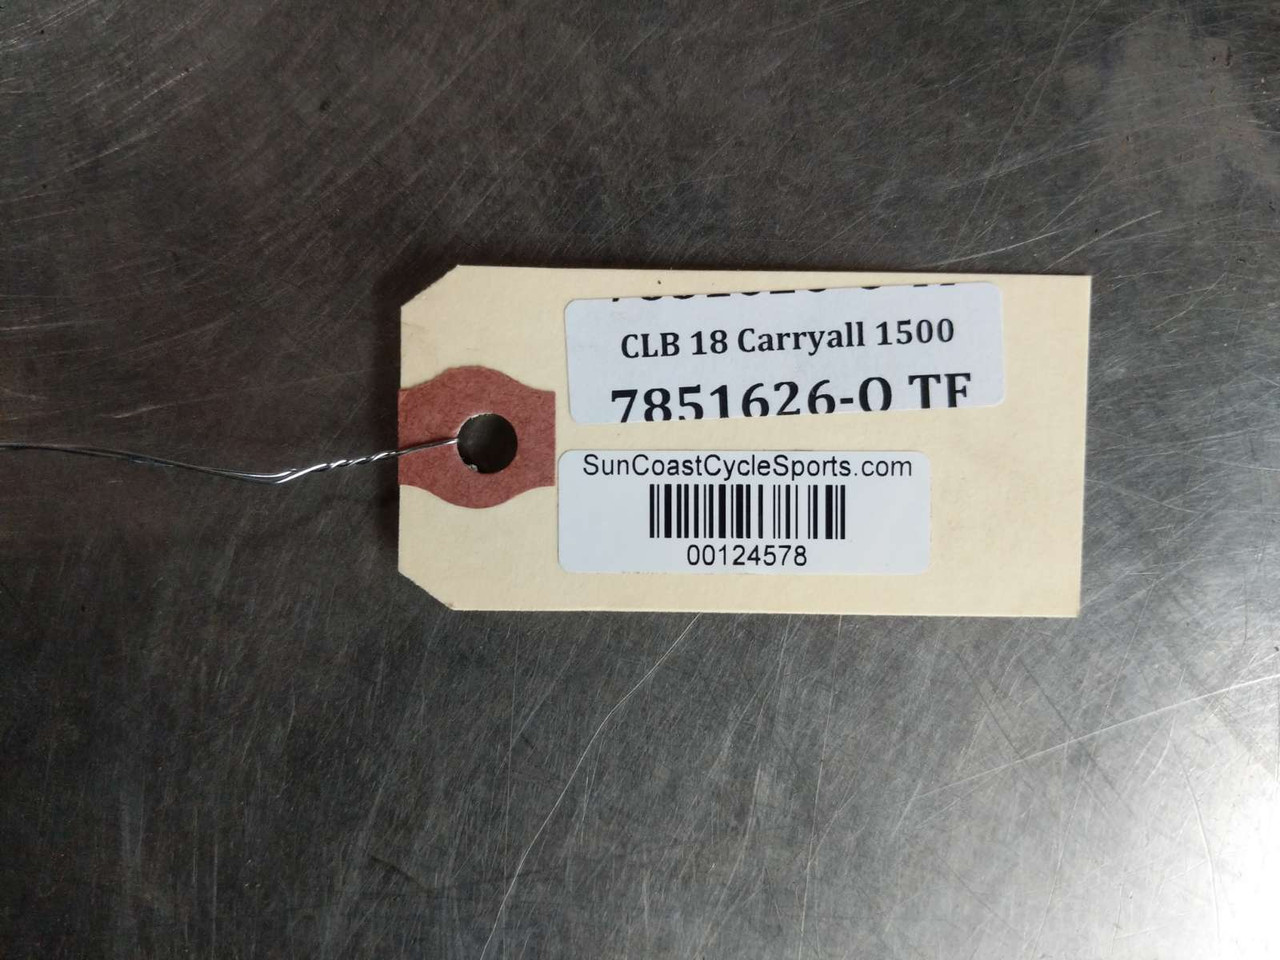 CLB 18 Carryall 1500
7851626-O TF
SunCoastCycleSports.com
00124578